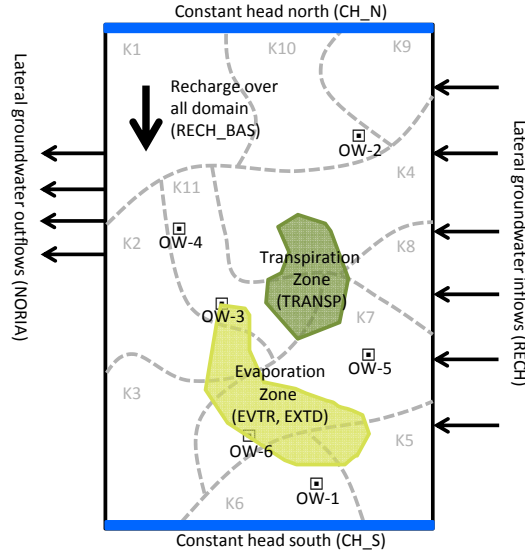 Constant head north (CH_N)
K1
K10
K9
Recharge over
all domain
(RECH_BAS)
OW-2
K4
K11
K2
OW-4
K8
Transpiration
Zone
(TRANSP)
OW-3
K7
OW-5
Evaporation
Zone
(EVTR, EXTD)
K3
K5
OW-6
OW-1
K6
Constant head south (CH_S)
Lateral groundwater outflows (NORIA)
Lateral groundwater inflows (RECH)